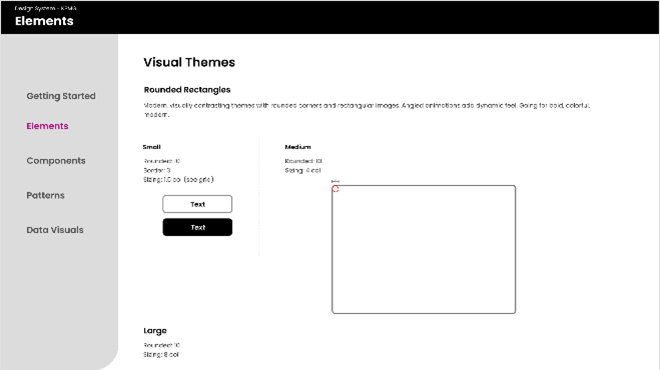 Design System - KPMG
Elements
Getting Started
Elements
Components
Patterns
Data Visuals
Visual Themes
Rounded Rectangles
Modern, visually contrasting themes with rounded corners and rectangular images. Angled animations add dynamic feel. Going for bold, colorful,
modern.
Small
Rounded: 10
Border: 3
Sizing: 1.5 col (see grid)
Text
Text
Medium
Rounded: 10
Sizing: 4 col
Large
Rounded: 10
Sizing: 8 col